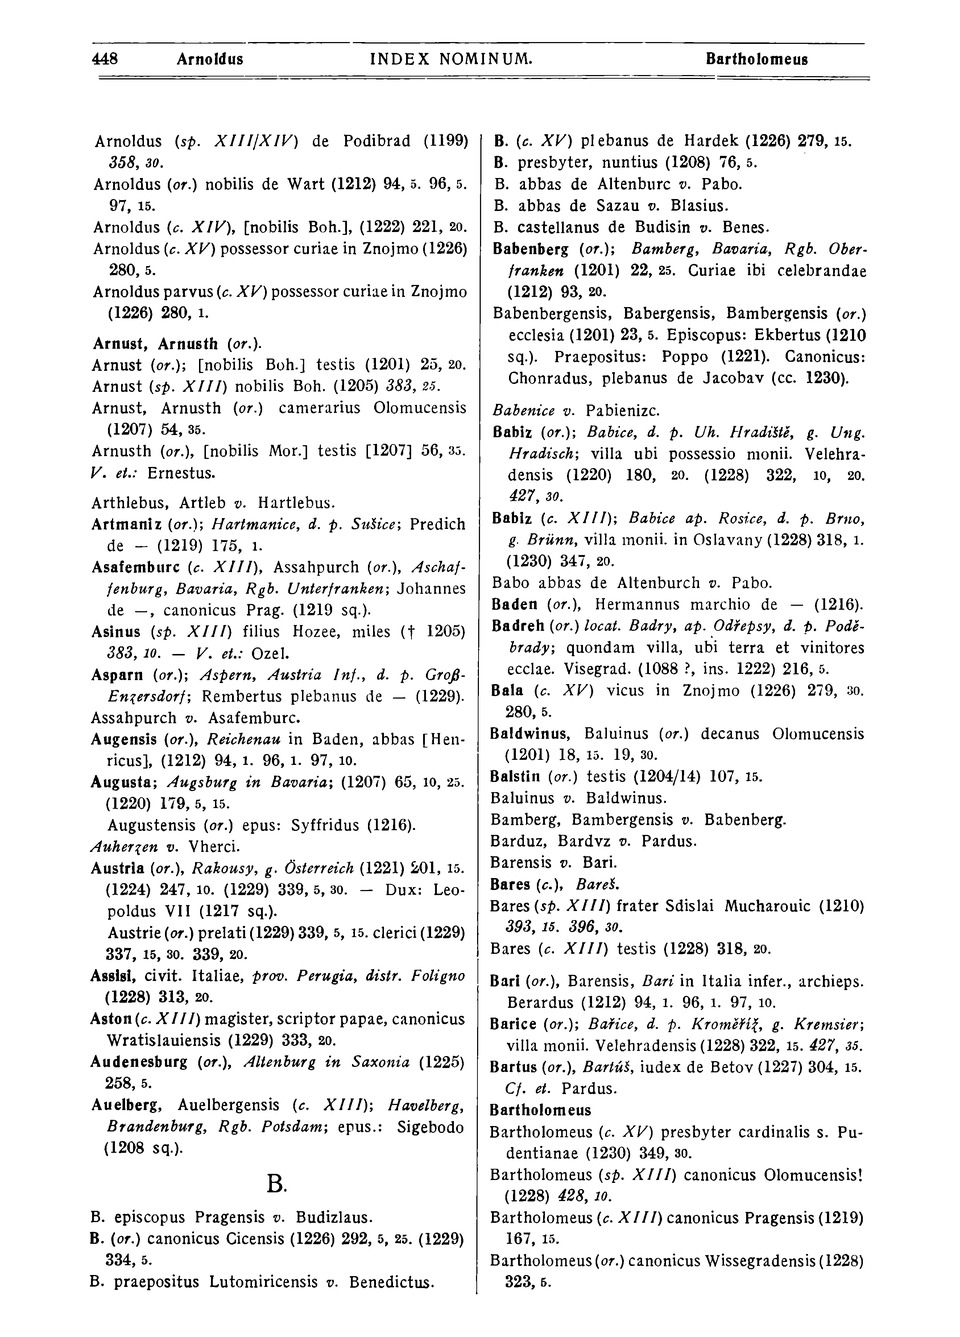 448 Arnoldus INDEX NOMINUM. Bartholomeus
Arnoldus (sp. XIII/XIV) de Podibrad (1199)
358, 30.
Arnoldus (or.) nobilis de Wart (1212) 94, 5. 96, 5.
97, 15.
Arnoldus (c. XIV), [nobilis Boh.], (1222) 221, 20.
Arnoldus (c. XV) possessor curiae in Znojmo (1226)
280, 5.
Arnoldus parvus (c. XV) possessor curiae in Znojmo
(1226) 280, 1.
Arnust, Arnusth (or.).
Arnust (or.); [nobilis Boh.] testis (1201) 25, 20.
Arnust (sp. XIII) nobilis Boh. (1205) 383, 25.
Arnust, Arnusth (or.) camerarius Olomucensis
(1207) 54, 35.
Arnusth (or.), [nobilis Mor.] testis [1207] 56, 35.
V. et.: Ernestus.
Arthlebus, Artleb v. Hartlebus.
Artmaniz (or.); Hartmanice, d. p. Sušice; Predich
de — (1219) 175, 1.
Asafemburc (c. XIII), Assahpurch (or.), Aschaf-
fenburg, Bavaria, Rgb. Unterfranken; Johannes
de —, canonicus Prag. (1219 sq.).
Asinus (sp. XIII) filius Hozee, miles († 1205)
383, 10. — V. et.: Ozel.
Asparn (or.); Aspern, Austria Inf., d. p. Groß-
Enzersdorf; Rembertus plebanus de — (1229).
Assahpurch v. Asafemburc.
Augensis (or.), Reichenau in Baden, abbas [Hen-
ricus], (1212) 94, 1. 96, 1. 97, 10.
Augusta; Augsburg in Bavaria; (1207) 65, 10, 25.
(1220) 179, 5, 15.
Augustensis (or.) epus: Syffridus (1216).
Auherzen v. Vherci.
Austria (or.), Rakousy, g. Österreich (1221) 201, 15.
(1224) 247, 10. (1229) 339, 5, 30. — Dux: Leo-
poldus VII (1217 sq.).
Austrie (or.) prelati (1229) 339, 5, 15. clerici (1229)
337, 15, 30. 339, 20.
Assisi, civit. Italiae, prov. Perugia, distr. Foligno
(1228) 313, 20.
Aston (c. XIII) magister, scriptor papae, canonicus
Wratislauiensis (1229) 333, 20.
Audenesburg (or.), Altenburg in Saxonia (1225)
258, 5.
Auelberg, Auelbergensis (c. XIII); Havelberg,
Brandenburg, Rgb. Potsdam; epus.: Sigebodo
(1208 sq.).
B.
B. episcopus Pragensis v. Budizlaus.
B. (or.) canonicus Cicensis (1226) 292, 5, 25. (1229)
334, 5.
B. praepositus Lutomiricensis v. Benedictus.
B. (c. XV) plebanus de Hardek (1226) 279, 15.
B. presbyter, nuntius (1208) 76, 5.
B. abbas de Altenburc v. Pabo.
B. abbas de Sazau v. Blasius.
B. castellanus de Budisin v. Benes.
Babenberg (or.); Bamberg, Bavaria, Rgb. Ober-
franken (1201) 22, 25. Curiae ibi celebrandae
(1212) 93, 20.
Babenbergensis, Babergensis, Bambergensis (or.)
ecclesia (1201) 23, 5. Episcopus: Ekbertus (1210
sq.). Praepositus: Poppo (1221). Canonicus:
Chonradus, plebanus de Jacobav (cc. 1230).
Babenice v. Pabienizc.
Babiz (or.); Babice, d. p. Uh. Hradiště, g. Ung.
Hradisch; villa ubi possessio monii. Velehra-
densis (1220) 180, 20. (1228) 322, 10, 20.
427, 30.
Babiz (c. XIII); Babice ap. Rosice, d. p. Brno,
g. Brünn, villa monii. in Oslavany (1228) 318, 1.
(1230) 347, 20.
Babo abbas de Altenburch v. Pabo.
Baden (or.), Hermannus marchio de — (1216).
Badreh (or.) locat. Badry, ap. Odřepsy, d. p. Podě-
brady; quondam villa, ubi terra et vinitores
ecclae. Visegrad. (1088 ?, ins. 1222) 216, 5.
Bala (c. XV) vicus in Znojmo (1226) 279, 30.
280, 5.
Baldwinus, Baluinus (or.) decanus Olomucensis
(1201) 18, 15. 19, 30.
Balstin (or.) testis (1204/14) 107, 15.
Baluinus v. Baldwinus.
Bamberg, Bambergensis v. Babenberg.
Barduz, Bardvz v. Pardus.
Barensis v. Bari.
Bares (c.), Bareš.
Bares (sp. XIII) frater Sdislai Mucharouic (1210)
393, 15. 396, 30.
Bares (c. XIII) testis (1228) 318, 20.
Bari (or.), Barensis, Bari in Italia infer., archieps.
Berardus (1212) 94, 1. 96, 1. 97, 10.
Barice (or.); Bařice, d. p. Kroměříž, g. Kremsier;
villa monii. Velehradensis (1228) 322, 15. 427, 35.
Bartus (or.), Bartúš, iudex de Betov (1227) 304, 15.
Cf. et. Pardus.
Bartholomeus
Bartholomeus (c. XV) presbyter cardinalis s. Pu-
dentianae (1230) 349, 30.
Bartholomeus (sp. XIII) canonicus Olomucensis!
(1228) 428, 10.
Bartholomeus (c. XIII) canonicus Pragensis (1219)
167, 15.
Bartholomeus (or.) canonicus Wissegradensis (1228)
323, 5.